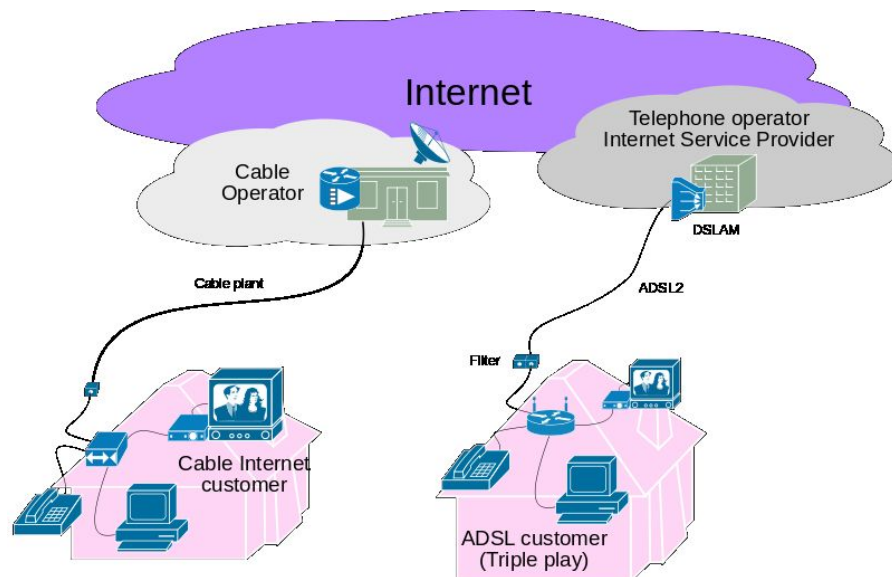 Internet
Telephone operator
Internet Service Provider
Cable
Operator
DSLAM
Cable plant
ADSL2
Filter
Cable Internet
customer
ADSL customer
(Triple play)